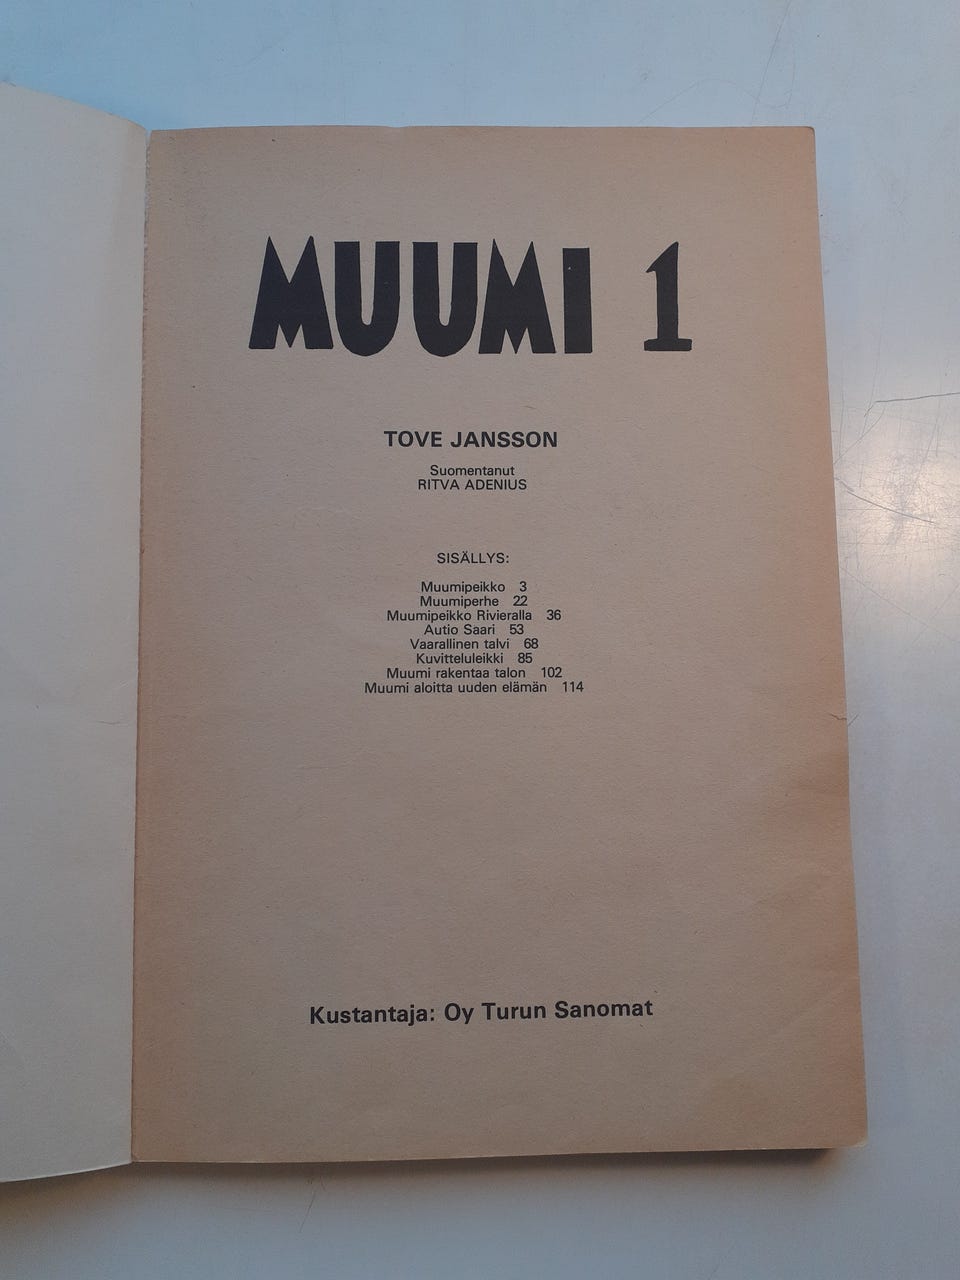 MUUMI 1
TOVE JANSSON
Suomentanut
RITVA ADENIUS
SISÄLLYS:
Muumipeikko 3
Muumiperhe 22
Muumipeikko Rivieralla 36
Autio Saari 53
Vaarallinen talvi 68
Kuvitteluleikki 85
Muumi rakentaa talon 102
Muumi aloitta uuden elämän 114
Kustantaja: Oy Turun Sanomat